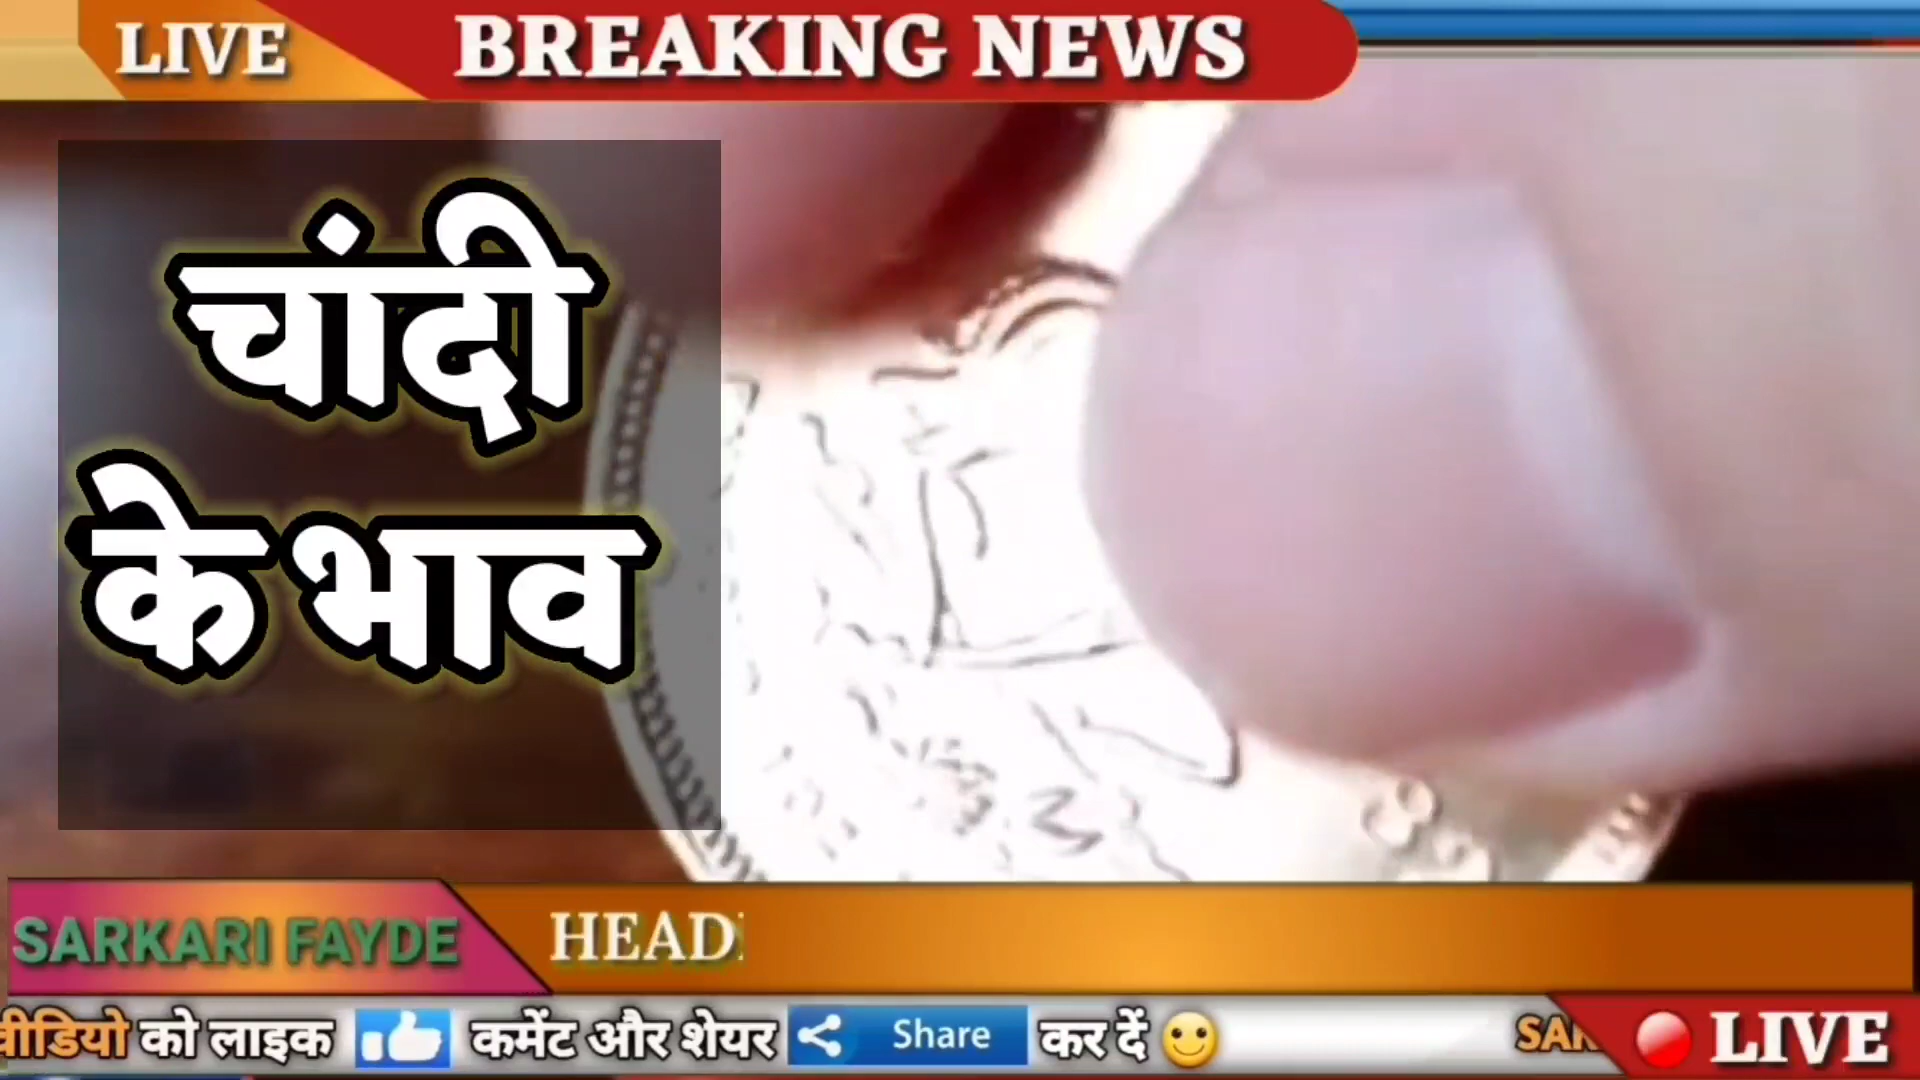 LIVE
BREAKING NEWS
चांदी
के भाव
SARKARI FAYDE
HEAD
वीडियो को लाइक कमेंट और शेयर Share कर दें
LIVE